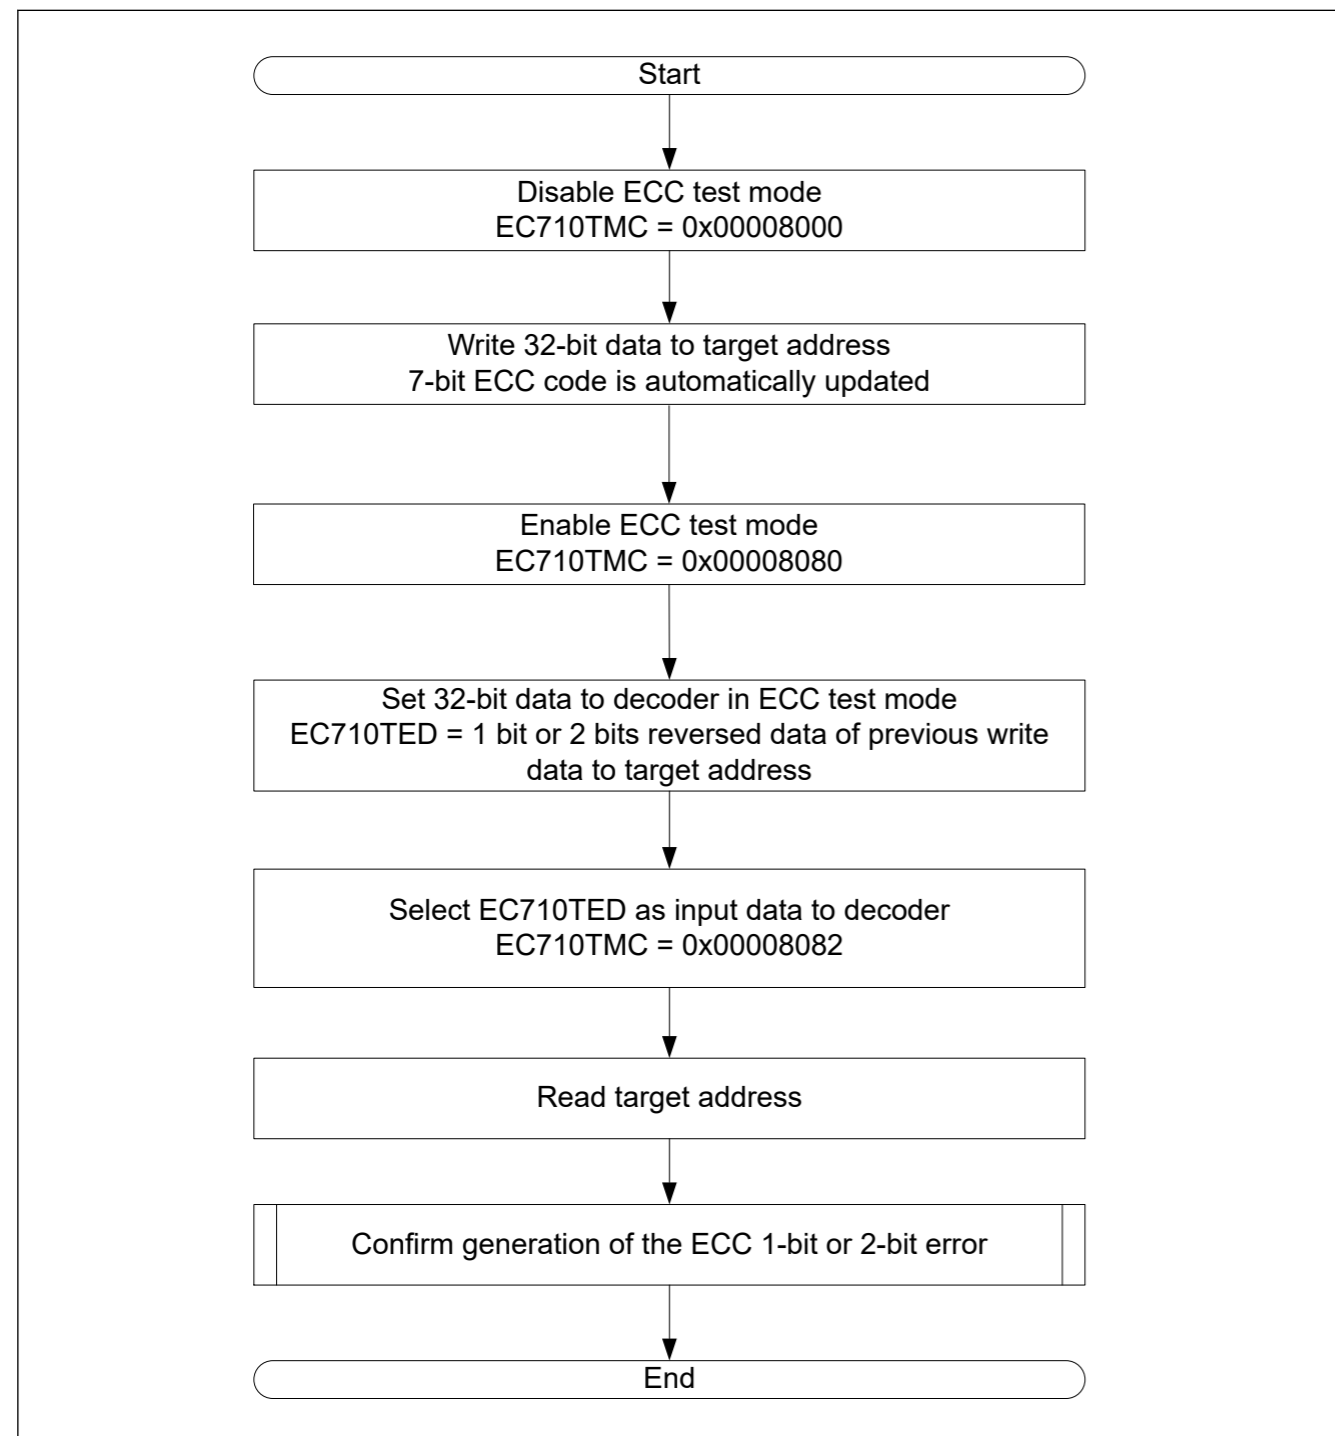 Start
Disable ECC test mode
EC710TMC = 0x00008000
Write 32-bit data to target address
7-bit ECC code is automatically updated
Enable ECC test mode
EC710TMC = 0x00008080
Set 32-bit data to decoder in ECC test mode
EC710TED = 1 bit or 2 bits reversed data of previous write
data to target address
Select EC710TED as input data to decoder
EC710TMC = 0x00008082
Read target address
Confirm generation of the ECC 1-bit or 2-bit error
End